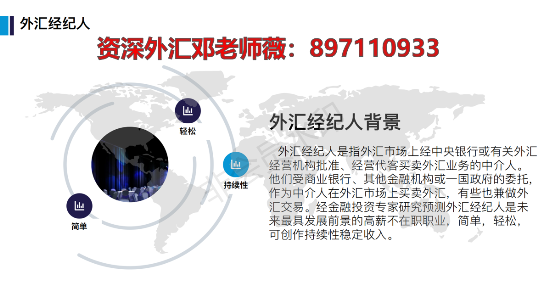 外汇经纪人
资深外汇邓老师薇：897110933
轻松
持续性
简单
外汇经纪人背景
外汇经纪人是指外汇市场上经中央银行或有关外汇
经营机构批准、经营代客买卖外汇业务的中介人。
他们受商业银行、其他金融机构或一国政府的委托,
作为中介人在外汇市场上买卖外汇，有些也兼做外
汇交易。经金融投资专家研究预测外汇经纪人是未
来最具发展前景的高薪不在职职业，简单，轻松，
可创作持续性稳定收入。